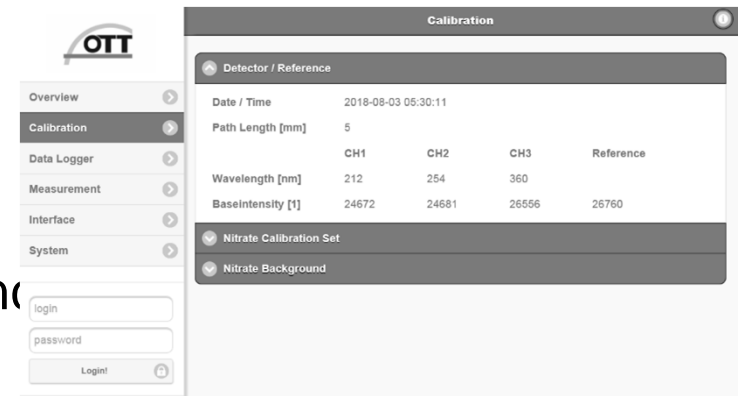 OTT
Calibration
Overview
Calibration
Data Logger
Measurement
Interface
System
login
password
Login!
Detector / Reference
Date / Time 2018-08-03 05:30:11
Path Length [mm] 5
CH1 CH2 CH3 Reference
Wavelength [nm] 212 254 360
Baseintensity [1] 24672 24681 26556 26760
Nitrate Calibration Set
Nitrate Background